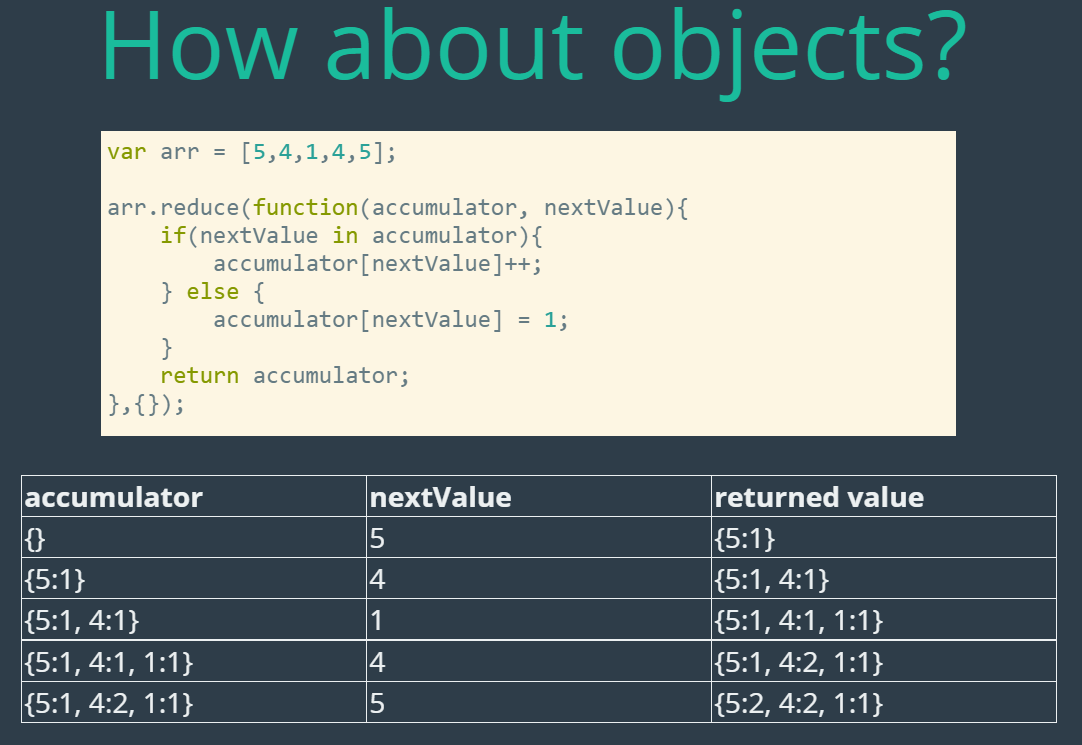 How about objects?
var arr = [5,4,1,4,5];
arr.reduce(function(accumulator, nextValue){
    if(nextValue in accumulator){
        accumulator[nextValue]++;
    } else {
        accumulator[nextValue] = 1;
    }
    return accumulator;
},{});
accumulator nextValue returned value
{} 5 {5:1}
{5:1} 4 {5:1, 4:1}
{5:1, 4:1} 1 {5:1, 4:1, 1:1}
{5:1, 4:1, 1:1} 4 {5:1, 4:2, 1:1}
{5:1, 4:2, 1:1} 5 {5:2, 4:2, 1:1}